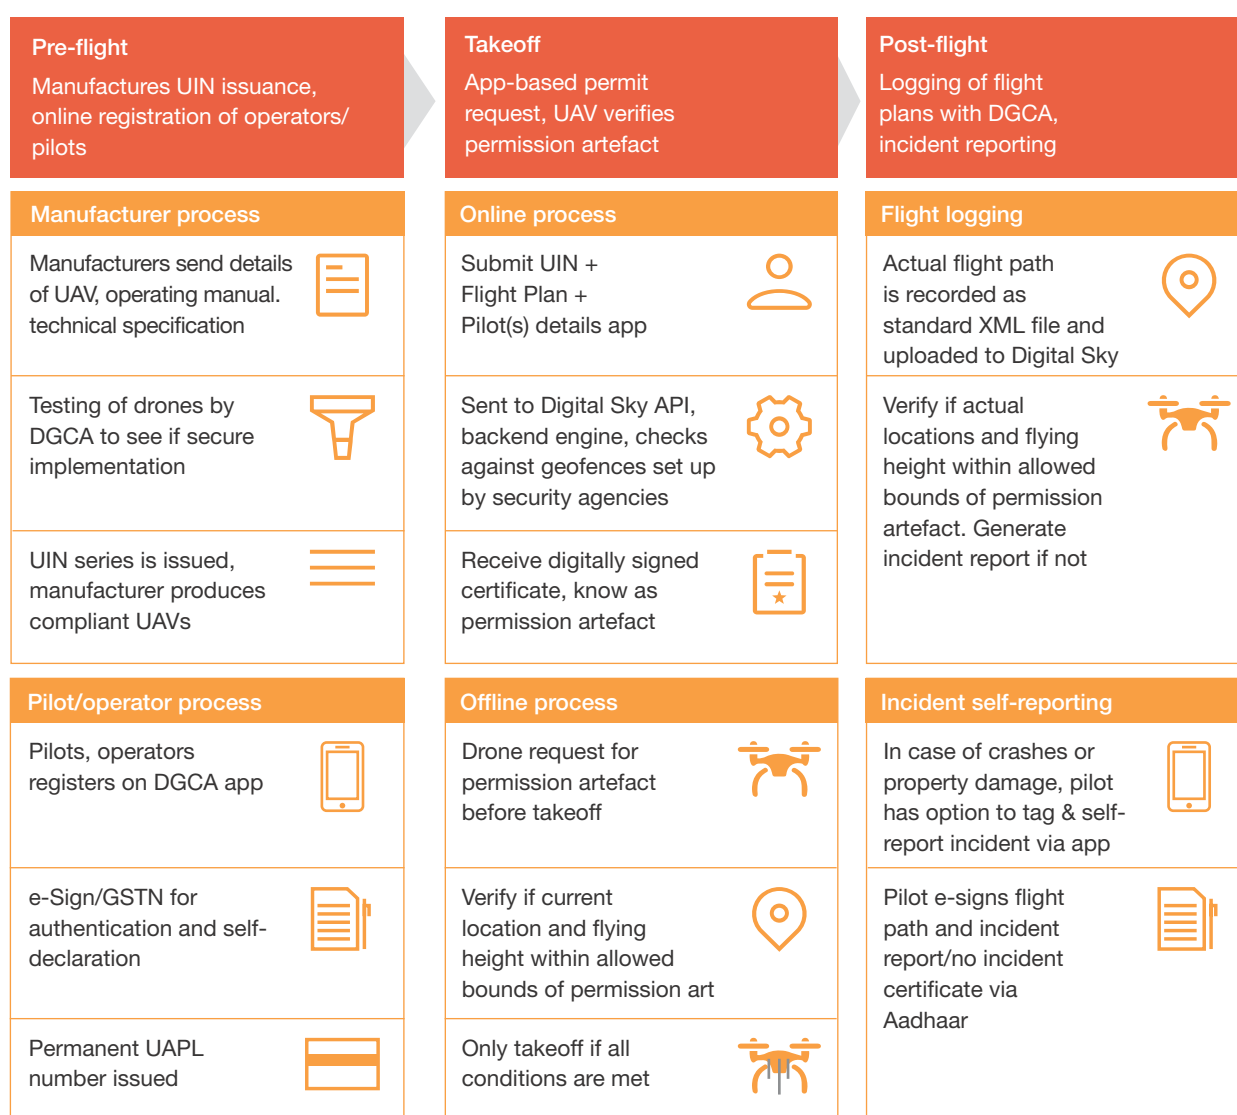 Pre-flight
Manufactures UIN issuance,
online registration of operators/
pilots
Takeoff
App-based permit
request, UAV verifies
permission artefact
Post-flight
Logging of flight
plans with DGCA,
incident reporting
Manufacturer process
Manufacturers send details
of UAV, operating manual.
technical specification
Testing of drones by
DGCA to see if secure
implementation
UIN series is issued,
manufacturer produces
compliant UAVs
Online process
Submit UIN +
Flight Plan +
Pilot(s) details app
Sent to Digital Sky API,
backend engine, checks
against geofences set up
by security agencies
Receive digitally signed
certificate, know as
permission artefact
Flight logging
Actual flight path
is recorded as
standard XML file and
uploaded to Digital Sky
Verify if actual
locations and flying
height within allowed
bounds of permission
artefact. Generate
incident report if not
Pilot/operator process
Pilots, operators
registers on DGCA app
e-Sign/GSTN for
authentication and self-
declaration
Permanent UAPL
number issued
Offline process
Drone request for
permission artefact
before takeoff
Verify if current
location and flying
height within allowed
bounds of permission art
Only takeoff if all
conditions are met
Incident self-reporting
In case of crashes or
property damage, pilot
has option to tag & self-
report incident via app
Pilot e-signs flight
path and incident
report/no incident
certificate via
Aadhaar